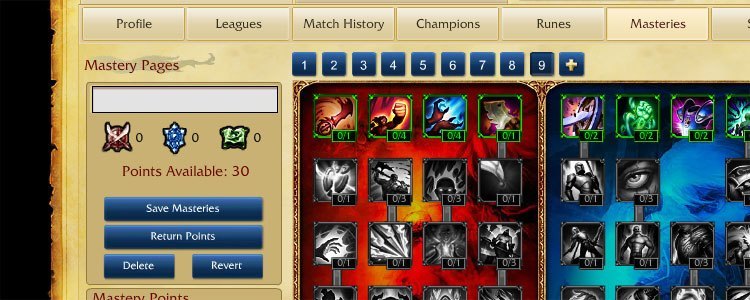 Profile Leagues Match History Champions Runes Masteries S
Mastery Pages
1 2 3 4 5 6 7 8 9 +
0 0 0
Points Available: 30
Save Masteries
Return Points
Delete Revert
Mastery Points
0/1 0/4 0/4 0/1 0/2 0/2 0/2
0/1 0/3 0/3 0/1 0/1 0/1
0/1 0/1 0/1 0/3 0/1 0/1 0/3